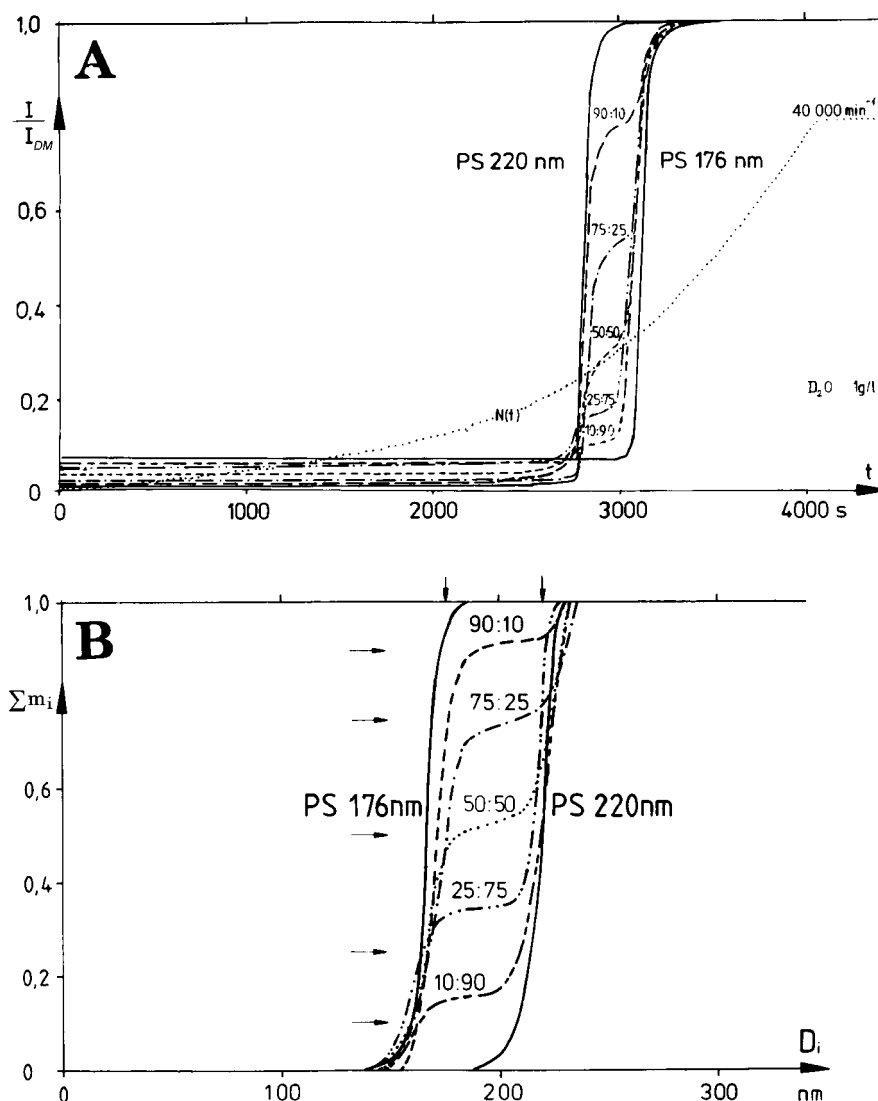 1,0
A
I
I_DM
90:10
40 000 min⁻¹
PS 220 nm
PS 176 nm
0,6
75:25
0,4
50:50
0,2
N(t)
25:75
D₂O 1g/l
10:90
t
0
0
1000
2000
3000
4000 s
B
1,0
90:10
Σmᵢ
75:25
0,6
PS 176nm
50:50
PS 220nm
0,4
25:75
0,2
10:90
Dᵢ
0
0
100
200
300
nm